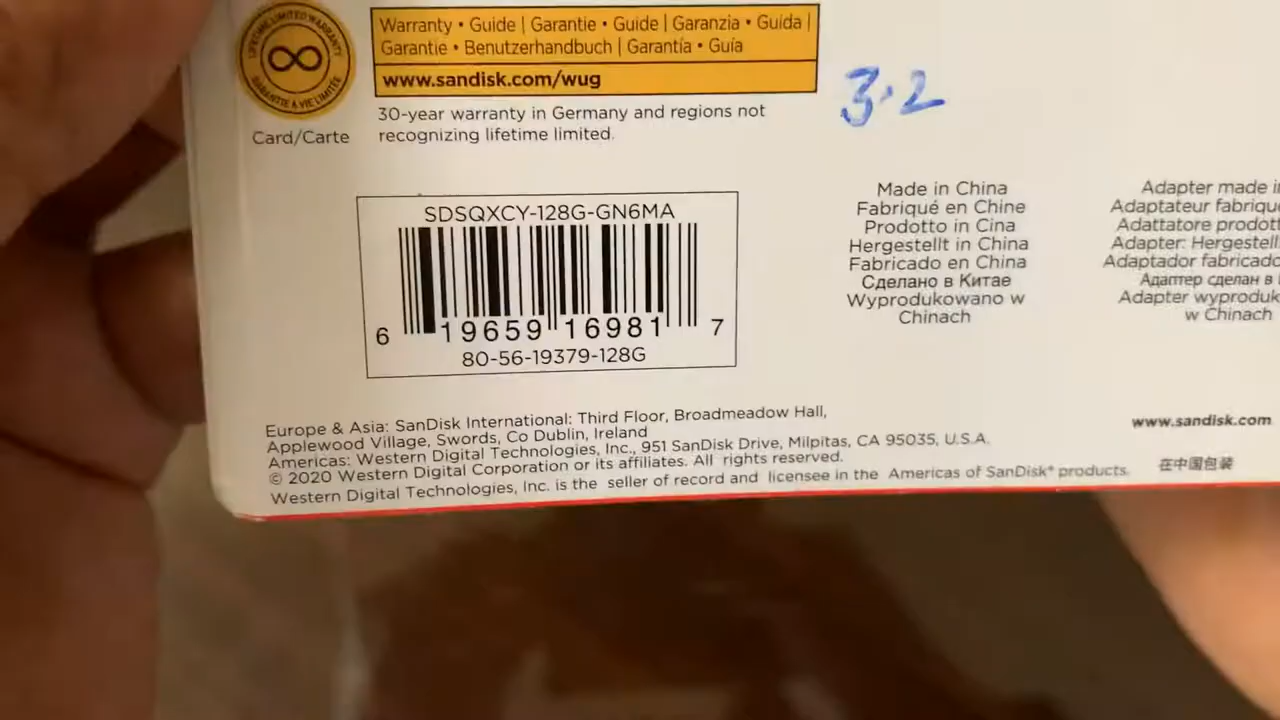 LIFETIME LIMITED WARRANTY
GARANTIE À VIE LIMITÉE
Card/Carte
Warranty • Guide | Garantie • Guide | Garanzia • Guida |
Garantie • Benutzerhandbuch | Garantía • Guía
www.sandisk.com/wug
30-year warranty in Germany and regions not
recognizing lifetime limited.
3.2
SDSQXCY-128G-GN6MA
6 19659 16981 7
80-56-19379-128G
Made in China
Fabriqué en Chine
Prodotto in Cina
Hergestellt in China
Fabricado en China
Сделано в Китае
Wyprodukowano w
Chinach
Adapter made
Adaptateur
Adattatore
Adapter:
Adaptador
Адаптер сделан в
Adapter
w Chinach
Europe & Asia: SanDisk International: Third Floor, Broadmeadow Hall,
Applewood Village, Swords, Co Dublin, Ireland
Americas: Western Digital Technologies, Inc., 951 SanDisk Drive, Milpitas, CA 95035, U.S.A.
© 2020 Western Digital Corporation or its affiliates. All rights reserved.
Western Digital Technologies, Inc. is the seller of record and licensee in the Americas of SanDisk® products.
www.sandisk.com
在中国包装